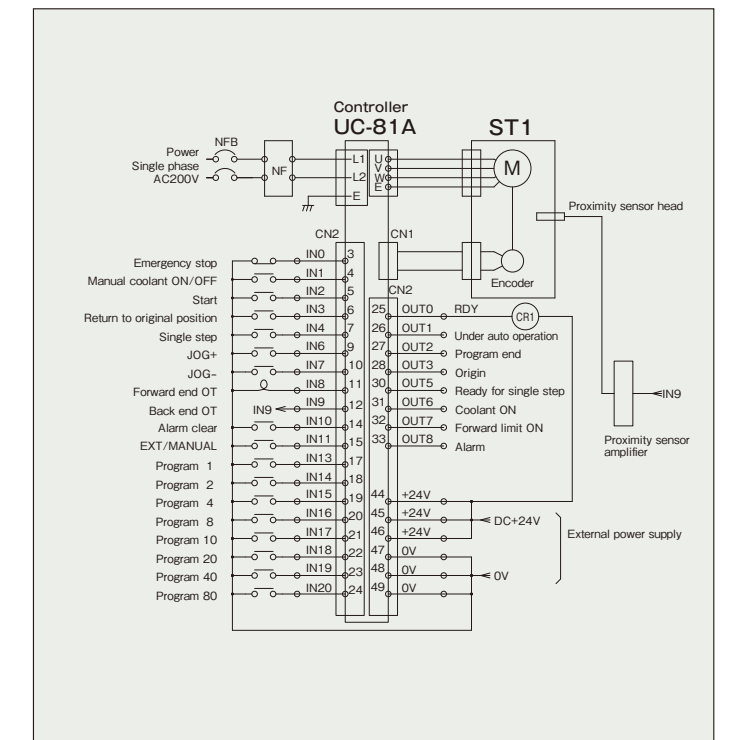 Controller
UC-81A
ST1
NFB
Power
Single phase
AC200V
NF
L1
L2
E
U
V
W
E
M
Proximity sensor head
CN2
CN1
Encoder
Emergency stop IN0 3
Manual coolant ON/OFF IN1 4
Start IN2 5
Return to original position IN3 6
Single step IN4 7
JOG+ IN6 9
JOG- IN7 10
Forward end OT IN8 11
Back end OT IN9 IN9 12
Alarm clear IN10 14
EXT/MANUAL IN11 15
Program 1 IN13 17
Program 2 IN14 18
Program 4 IN15 19
Program 8 IN16 20
Program 10 IN17 21
Program 20 IN18 22
Program 40 IN19 23
Program 80 IN20 24
CN2
25 OUT0 RDY CR1
26 OUT1 Under auto operation
27 OUT2 Program end
28 OUT3 Origin
30 OUT5 Ready for single step
31 OUT6 Coolant ON
32 OUT7 Forward limit ON
33 OUT8 Alarm
44 +24V
45 +24V DC+24V
46 +24V
47 0V
48 0V 0V
49 0V
External power supply
IN9
Proximity sensor
amplifier